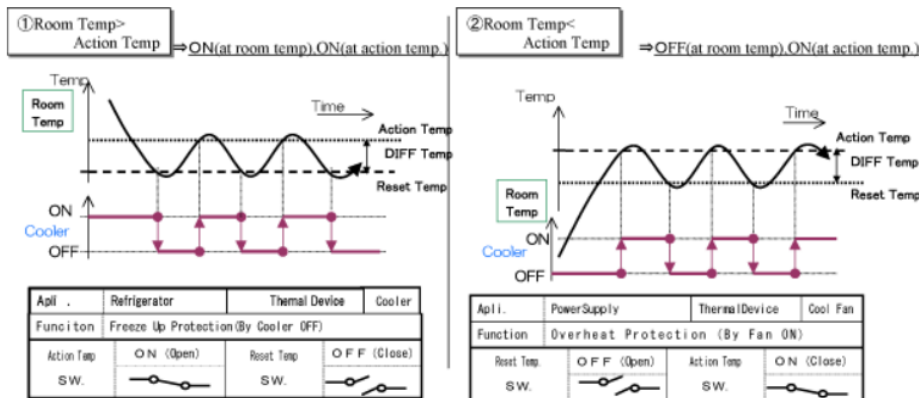 ①Room Temp>
Action Temp
⇒ON(at room temp),ON(at action temp.)
Temp
Room
Temp
Time
Action Temp
DIFF Temp
Reset Temp
ON
Cooler
OFF
Apli . Refrigerator Themal Device Cooler
Funciton Freeze Up Protection(By Cooler OFF)
Action Temp ON (Open) Reset Temp OFF (Close)
SW. SW.
②Room Temp<
Action Temp
⇒OFF(at room temp),ON(at action temp.)
Temp
Time
Action Temp
DIFF Temp
Reset Temp
Room
Temp
ON
Cooler
OFF
Apli. PowerSupply ThermalDevice Cool Fan
Function Overheat Protection (By Fan ON)
Reset Temp. OFF (Open) Action Temp ON (Close)
SW. SW.